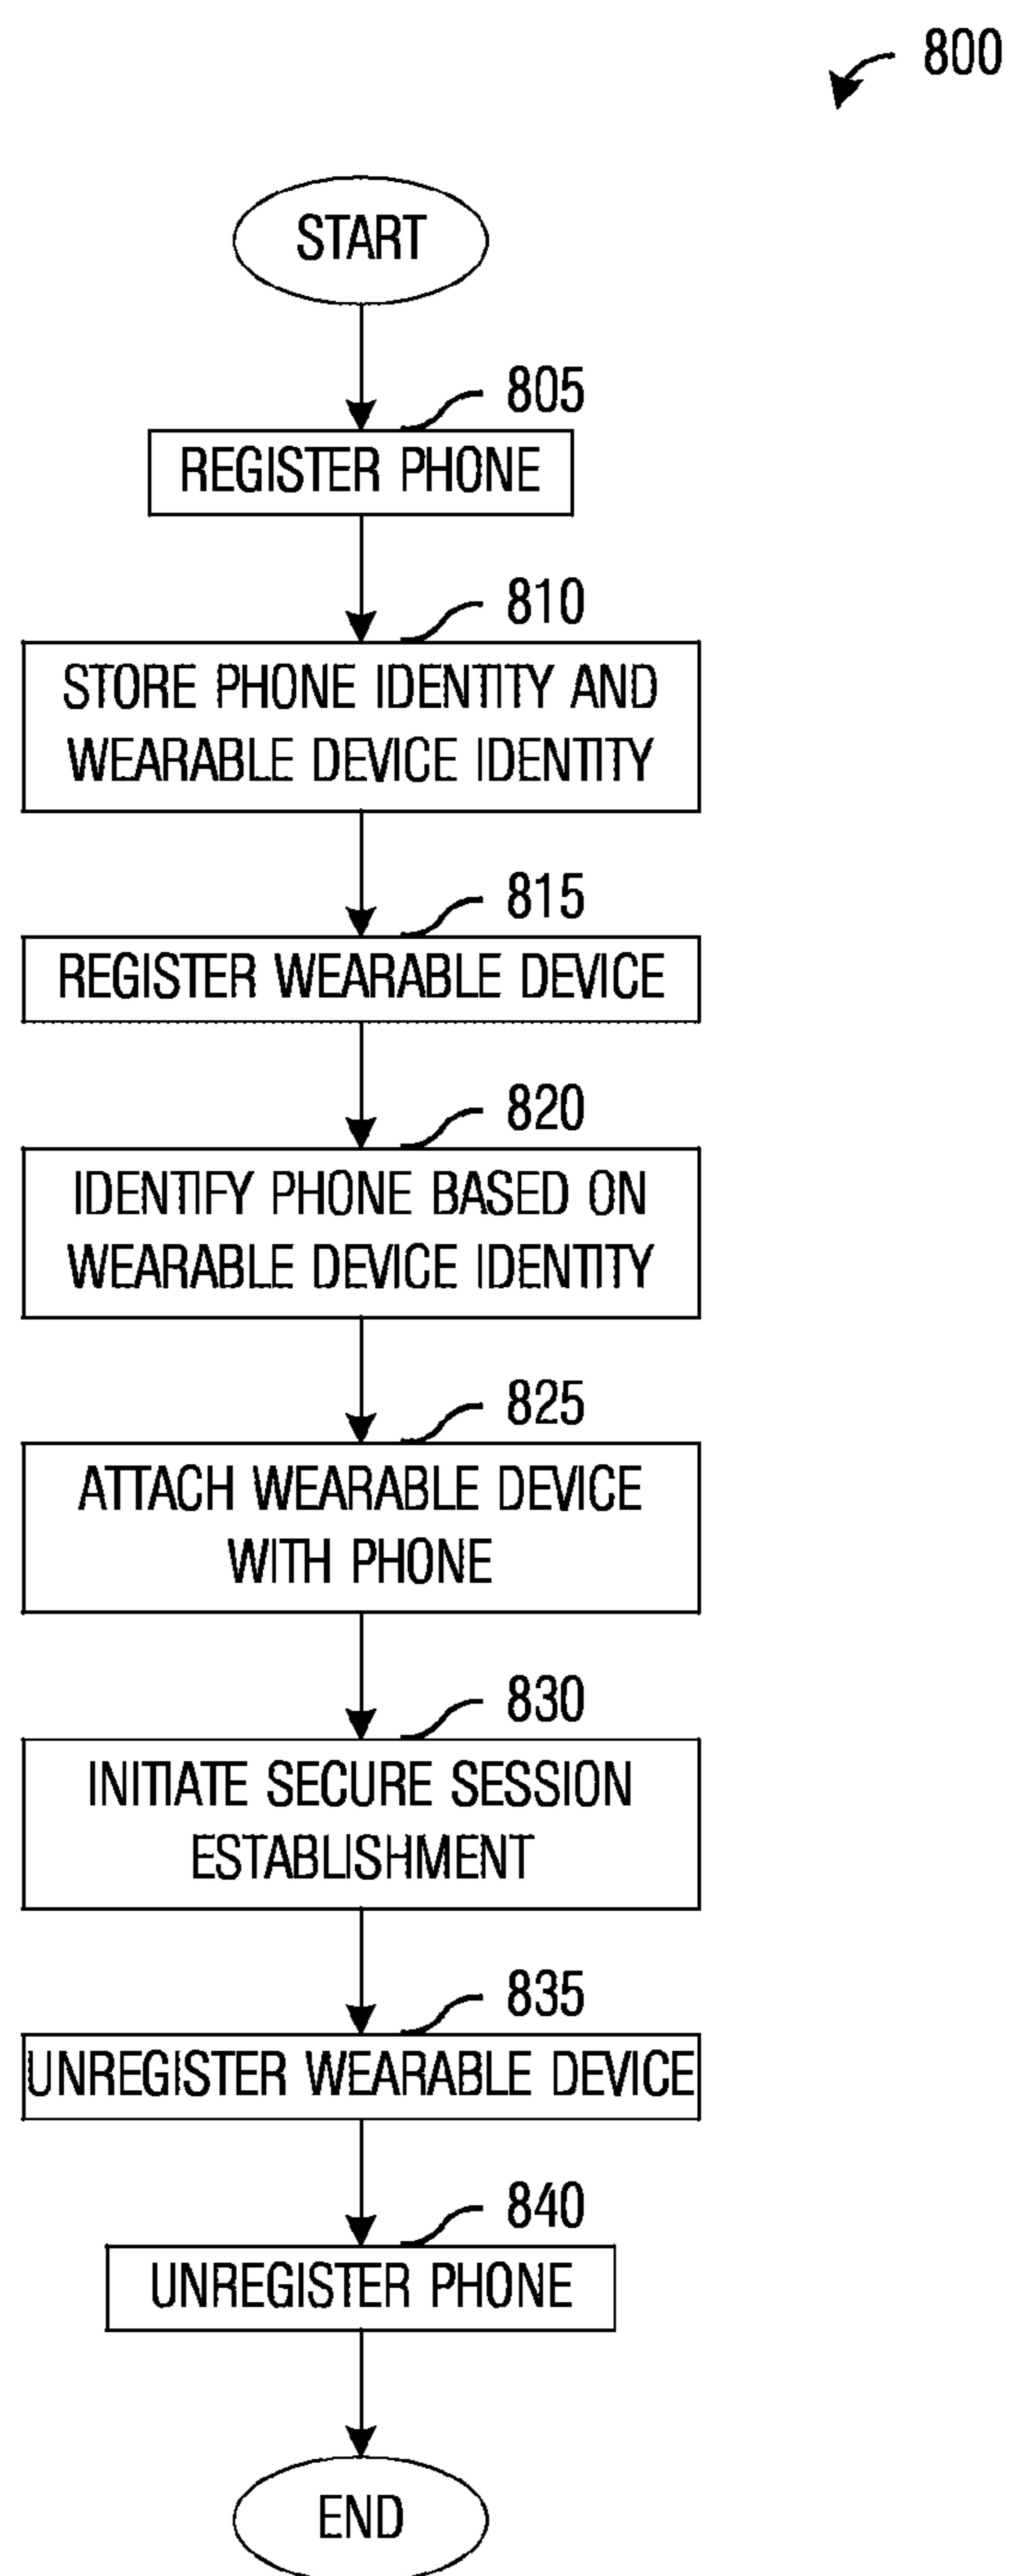 800
START
805
REGISTER PHONE
810
STORE PHONE IDENTITY AND
WEARABLE DEVICE IDENTITY
815
REGISTER WEARABLE DEVICE
820
IDENTIFY PHONE BASED ON
WEARABLE DEVICE IDENTITY
825
ATTACH WEARABLE DEVICE
WITH PHONE
830
INITIATE SECURE SESSION
ESTABLISHMENT
835
UNREGISTER WEARABLE DEVICE
840
UNREGISTER PHONE
END